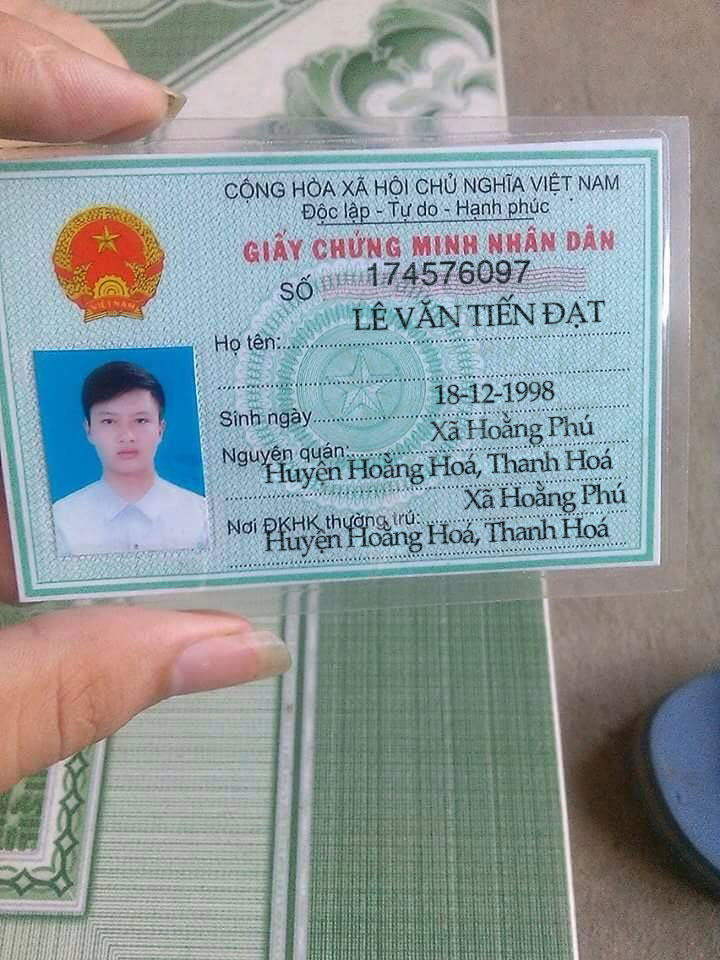 CỘNG HÒA XÃ HỘI CHỦ NGHĨA VIỆT NAM
Độc lập - Tự do - Hạnh phúc
GIẤY CHỨNG MINH NHÂN DÂN
SỐ 174576097
Họ tên: LÊ VĂN TIẾN ĐẠT
Sinh ngày 18-12-1998
Nguyên quán: Xã Hoằng Phú
Huyện Hoằng Hoá, Thanh Hoá
Nơi ĐKHK thường trú: Xã Hoằng Phú
Huyện Hoằng Hoá, Thanh Hoá
VIỆT NAM